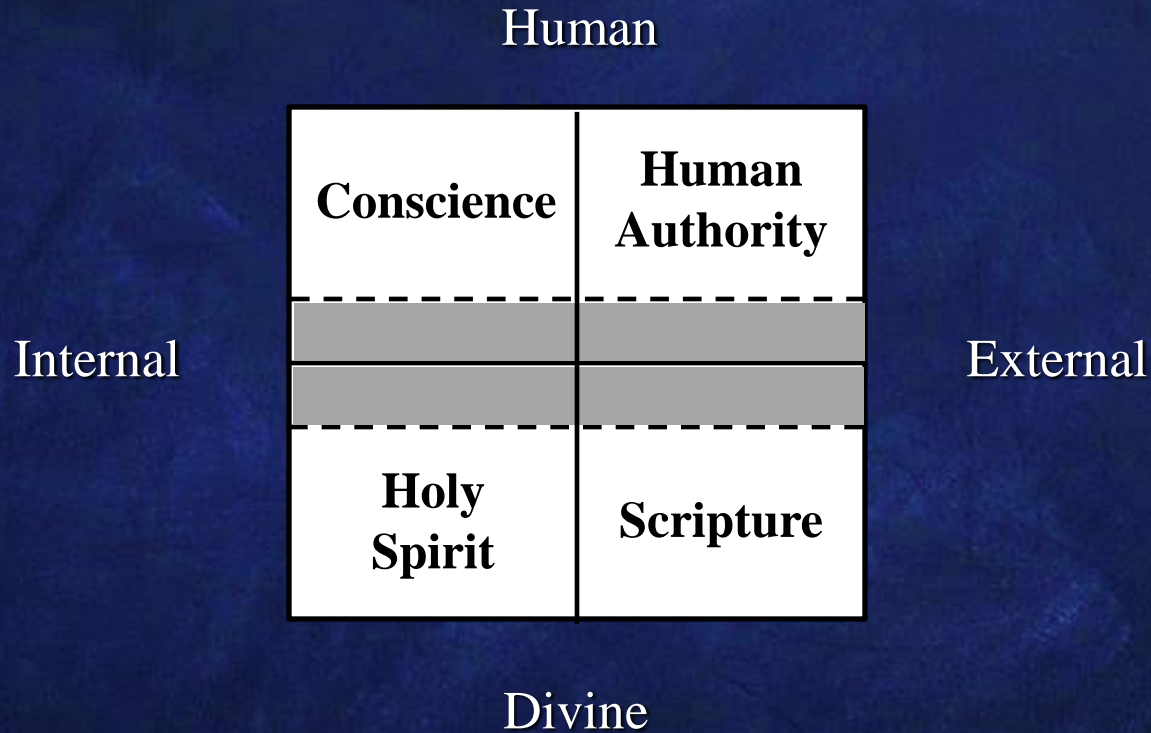 Human
Conscience
Human
Authority
Internal
External
Holy
Spirit
Scripture
Divine